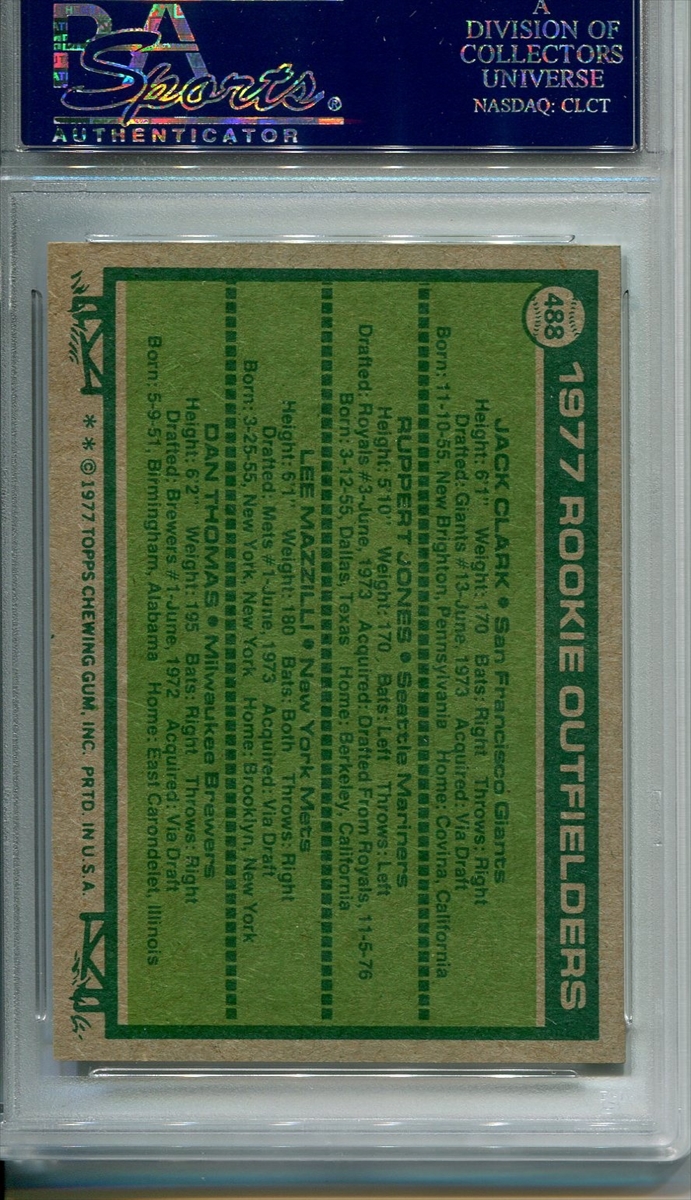 A
DIVISION OF
COLLECTORS
UNIVERSE
NASDAQ: CLCT
Sports®
AUTHENTICATOR
488
1977 ROOKIE OUTFIELDERS
JACK CLARK • San Francisco Giants
Height: 6'1" Weight: 170 Bats: Right Throws: Right
Drafted: Giants #13-June, 1973 Acquired: Via Draft
Born: 11-10-55, New Brighton, Pennsylvania Home: Covina, California
RUPPERT JONES • Seattle Mariners
Height: 5'10" Weight: 170 Bats: Left Throws: Left
Drafted: Royals #3-June, 1973 Acquired: Drafted From Royals, 11-5-76
Born: 3-12-55, Dallas, Texas Home: Berkeley, California
LEE MAZZILLI • New York Mets
Height: 6'1" Weight: 180 Bats: Both Throws: Right
Drafted: Mets #1-June, 1973 Acquired: Via Draft
Born: 3-25-55, New York, New York Home: Brooklyn, New York
DAN THOMAS • Milwaukee Brewers
Height: 6'2" Weight: 195 Bats: Right Throws: Right
Drafted: Brewers #1-June, 1972 Acquired: Via Draft
Born: 5-9-51, Birmingham, Alabama Home: East Carondelet, Illinois
* * ©1977 TOPPS CHEWING GUM, INC. PRTD. IN U.S.A.